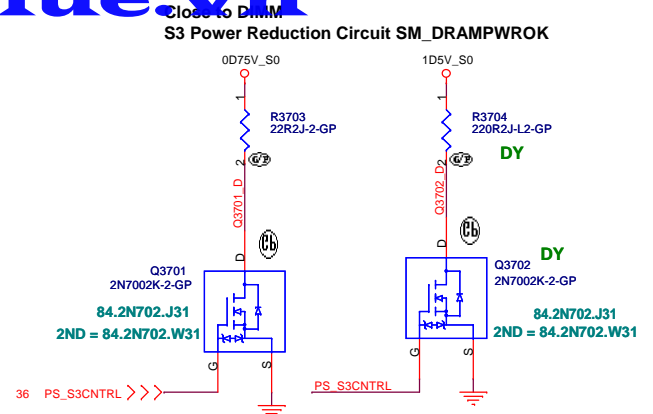 lue.v
Close to DIMM
S3 Power Reduction Circuit SM_DRAMPWROK
0D75V_S0
1D5V_S0
1
R3703
22R2J-2-GP
2
1
R3704
220R2J-L2-GP
2
DY
Q3701_D
Q3702_D
D
D
Q3701
2N7002K-2-GP
84.2N702.J31
2ND = 84.2N702.W31
DY
Q3702
2N7002K-2-GP
84.2N702.J31
2ND = 84.2N702.W31
G
S
G
S
36 PS_S3CNTRL
PS_S3CNTRL